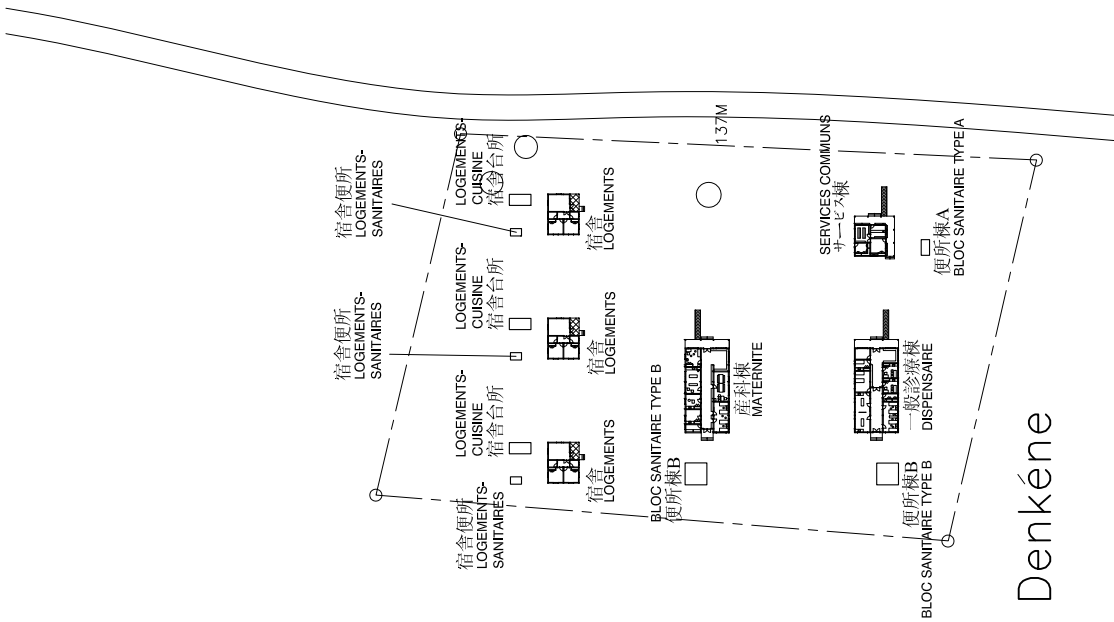 宿舎便所
LOGEMENTS-
SANITAIRES
宿舎便所
LOGEMENTS-
SANITAIRES
宿舎便所
LOGEMENTS-
SANITAIRES
LOGEMENTS-
CUISINE
宿舎台所
LOGEMENTS-
CUISINE
宿舎台所
LOGEMENTS-
CUISINE
宿舎台所
宿舎
LOGEMENTS
宿舎
LOGEMENTS
宿舎
LOGEMENTS
BLOC SANITAIRE TYPE B
便所棟B
産科棟
MATERNITE
137M
SERVICES COMMUNS
サービス棟
便所棟B
BLOC SANITAIRE TYPE B
一般診療棟
DISPENSAIRE
便所棟A
BLOC SANITAIRE TYPE A
Denkéne